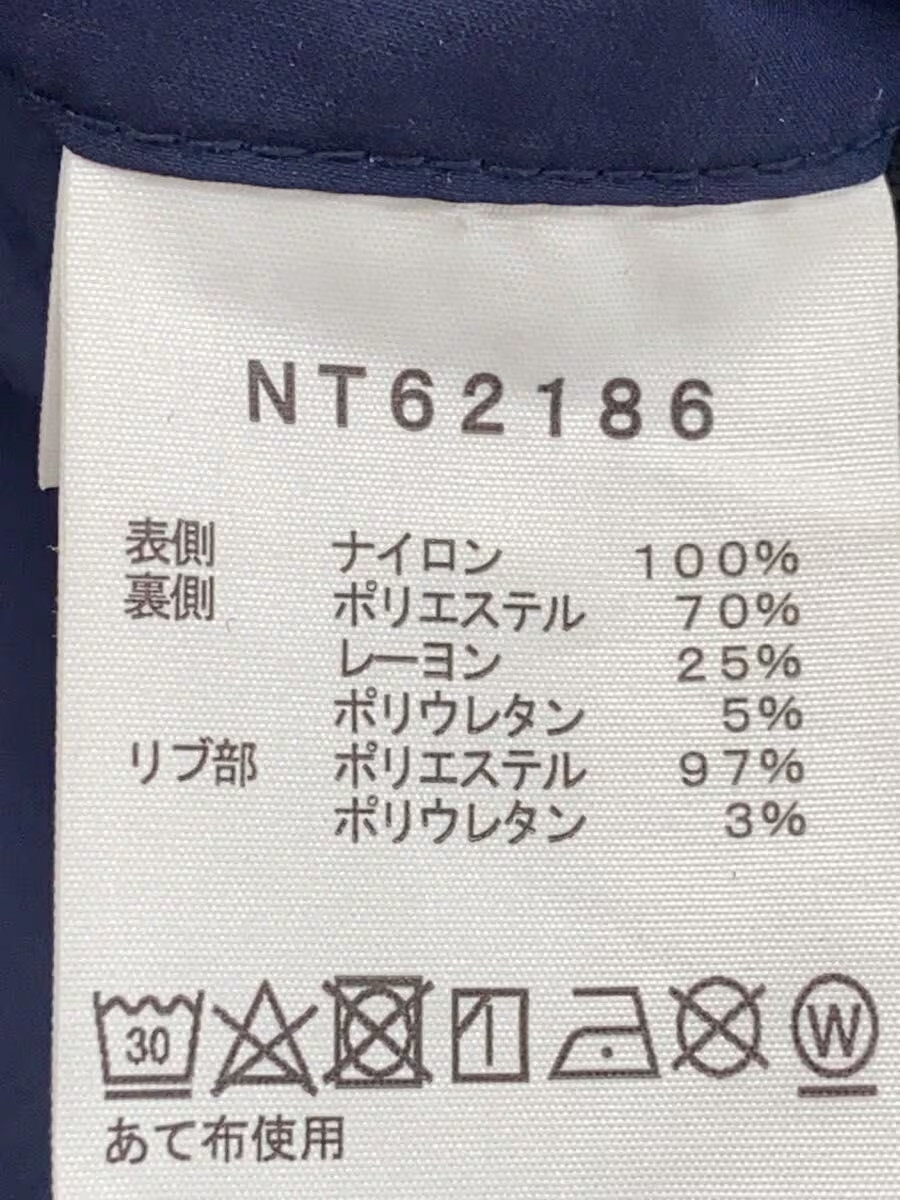 NT62186
表側 ナイロン 100%
裏側 ポリエステル 70%
レーヨン 25%
ポリウレタン 5%
リブ部 ポリエステル 97%
ポリウレタン 3%
30 W
あて布使用